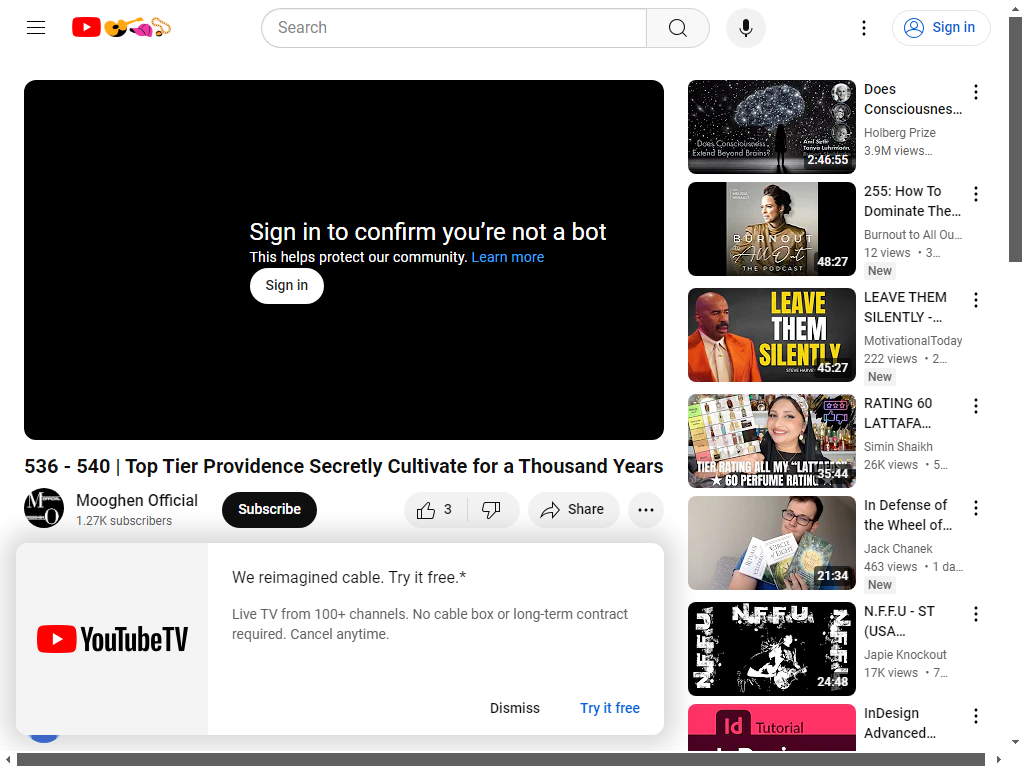 Search
Sign in
Sign in to confirm you’re not a bot
This helps protect our community. Learn more
Sign in
536 - 540 | Top Tier Providence Secretly Cultivate for a Thousand Years
Mooghen Official
1.27K subscribers
Subscribe
3
Share
YouTubeTV
We reimagined cable. Try it free.*
Live TV from 100+ channels. No cable box or long-term contract
required. Cancel anytime.
Dismiss
Try it free
Does Consciousness
Extend Beyond Brains?
Anil Seth
Tanya Luhrmann
2:46:55
Does
Consciousnes…
Holberg Prize
3.9M views…
BURNOUT
to
All Out
THE PODCAST
48:27
255: How To
Dominate The…
Burnout to All Ou…
12 views • 3…
New
LEAVE
THEM
SILENTLY
STEVE HARVEY
45:27
LEAVE THEM
SILENTLY -…
MotivationalToday
222 views • 2…
New
TIER RATING ALL MY "LATTAFA"
★ 60 PERFUME RATING
35:44
RATING 60
LATTAFA…
Simin Shaikh
26K views • 5…
CIRCLE
of
LIGHT
21:34
In Defense of
the Wheel of…
Jack Chanek
463 views • 1 da…
New
N.F.F.U.
N.F.F.U
N.F.F.U
24:48
N.F.F.U - ST
(USA…
Japie Knockout
17K views • 7…
Id
Tutorial
InDesign
InDesign
Advanced…